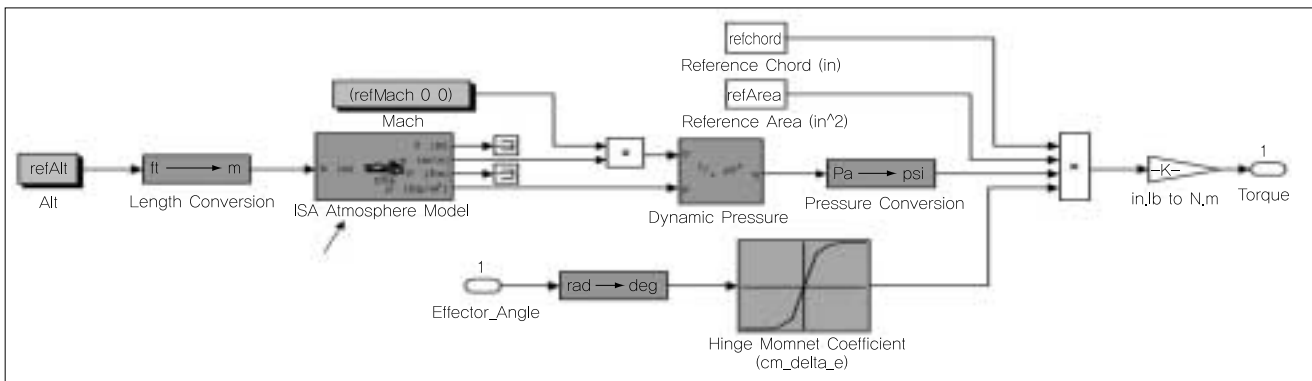 refchord
Reference Chord (in)
(refMach 0 0)
Mach
refArea
Reference Area (in^2)
refAlt
Alt
ft m
Length Conversion
ISA Atmosphere Model
Dynamic Pressure
Pa psi
Pressure Conversion
-K-
in.lb to N.m
1
Torque
1
Effector_Angle
rad deg
Hinge Momnet Coefficient
(cm_delta_e)